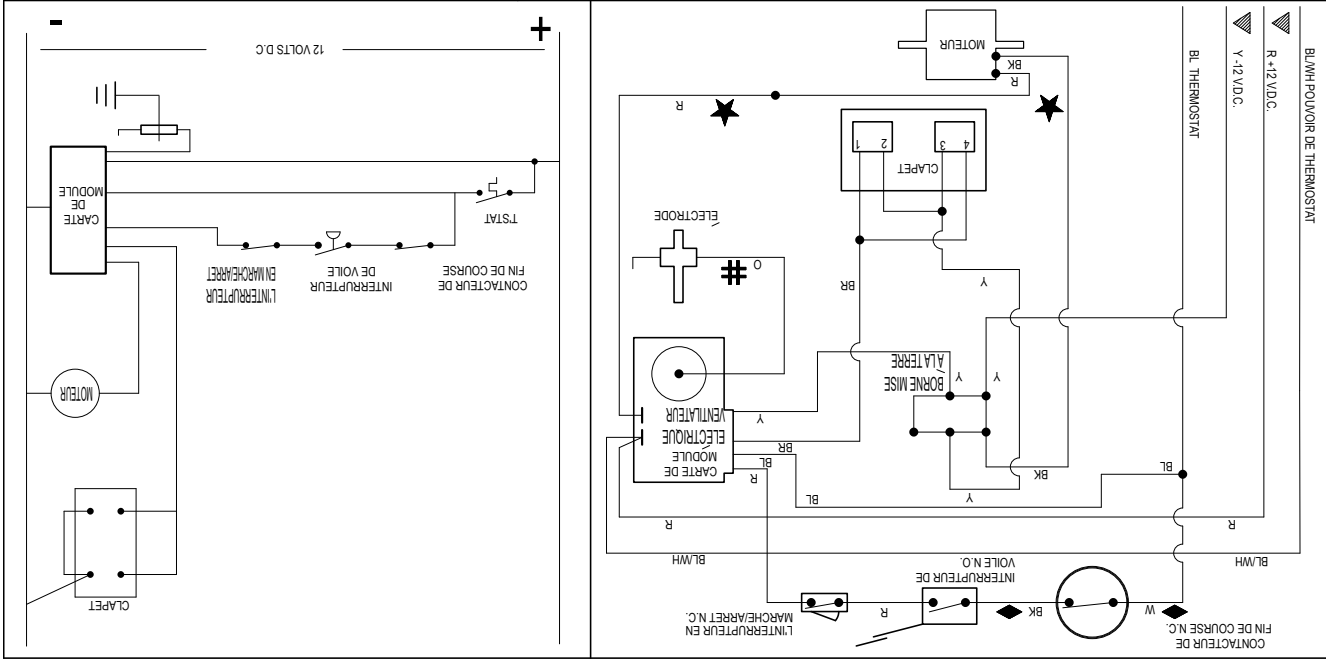 -
+
12 VOLTS D.C
CARTE
DE
MODULE
T'STAT
CONTACTEUR DE
FIN DE COURSE
INTERRUPTEUR
DE VOILE
L'INTERRUPTEUR
EN MARCHE/ARRET
MOTEUR
CLAPET
MOTEUR
BK
R
R
1
2
3
4
CLAPET
ÉLECTRODE
O
BR
Y
BORNE MISE
À LA TERRE
Y
Y
Y
CARTE DE
MODULE
ÉLECTRIQUE
VENTILATEUR
BR
BL
R
BK
Y
BL
BL
R
R
BL/WH
BL/WH
INTERRUPTEUR DE
VOILE N.O.
L'INTERRUPTEUR EN
MARCHE/ARRET N.C.
R
BK
W
CONTACTEUR DE
FIN DE COURSE N.C.
BL THERMOSTAT
Y -12 V.D.C.
R +12 V.D.C.
BL/WH POUVOIR DE THERMOSTAT